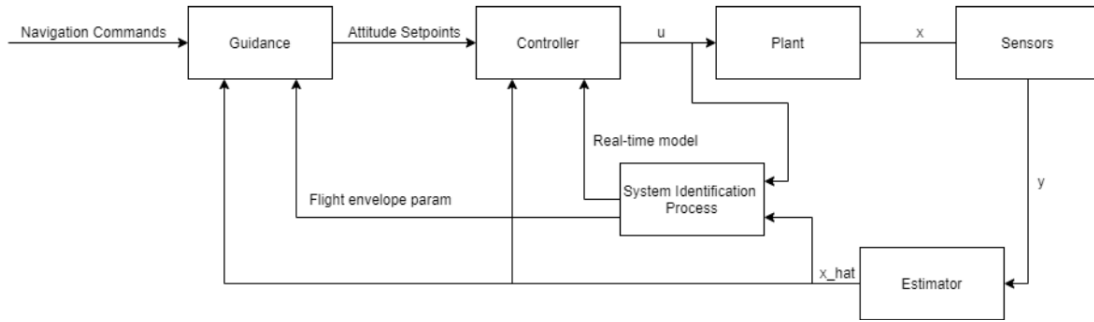 Navigation Commands
Guidance
Attitude Setpoints
Controller
u
Plant
x
Sensors
Real-time model
System Identification
Process
Flight envelope param
y
x_hat
Estimator